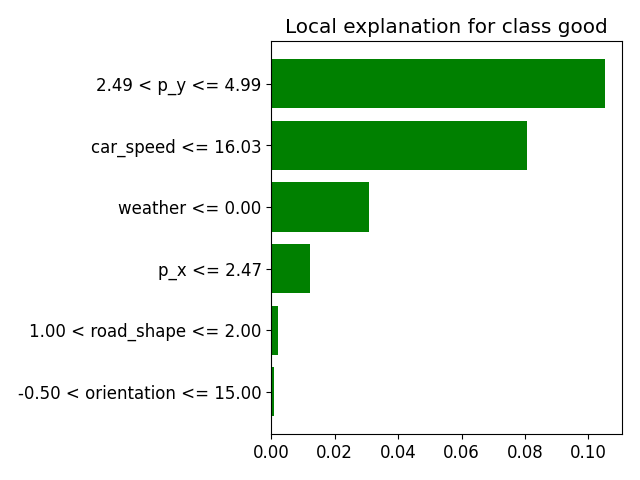 Local explanation for class good
2.49 < p_y <= 4.99
car_speed <= 16.03
weather <= 0.00
p_x <= 2.47
1.00 < road_shape <= 2.00
-0.50 < orientation <= 15.00
0.00 0.02 0.04 0.06 0.08 0.10